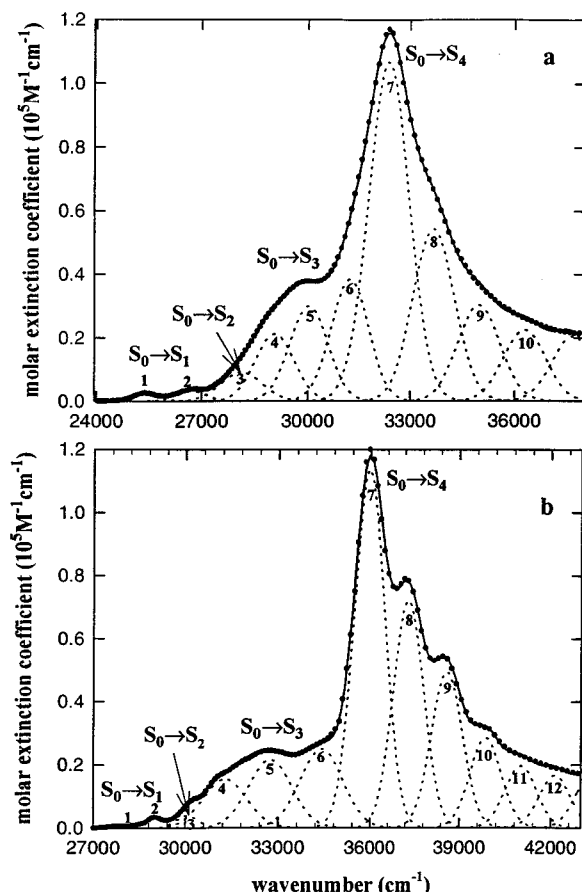 1.2
1.0
0.8
0.6
0.4
0.2
0.0
molar extinction coefficient (10⁵M⁻¹cm⁻¹)
a
S₀→S₄
S₀→S₃
S₀→S₂
S₀→S₁
1 2 3 4 5 6 7 8 9 10
24000 27000 30000 33000 36000
1.2
1.0
0.8
0.6
0.4
0.2
0.0
molar extinction coefficient (10⁵M⁻¹cm⁻¹)
b
S₀→S₄
S₀→S₃
S₀→S₂
S₀→S₁
1 2 3 4 5 6 7 8 9 10 11 12
27000 30000 33000 36000 39000 42000
wavenumber (cm⁻¹)